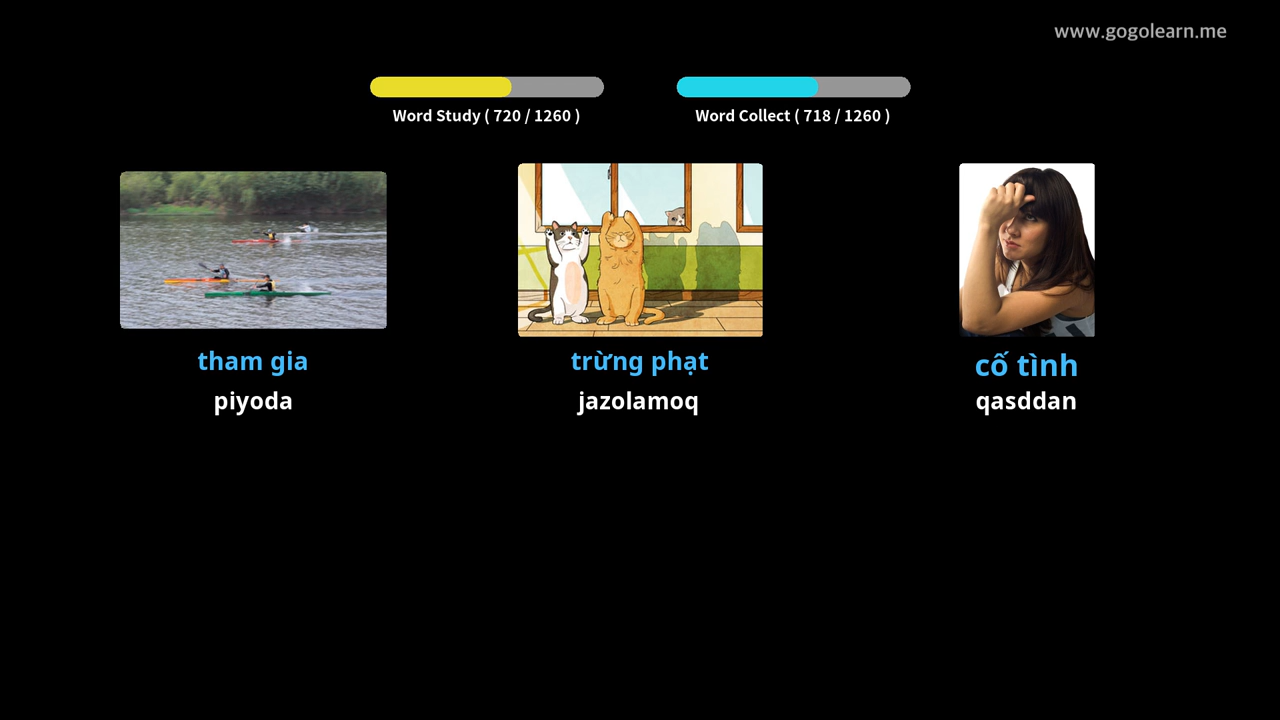 www.gogolearn.me
Word Study ( 720 / 1260 )
Word Collect ( 718 / 1260 )
tham gia
piyoda
trừng phạt
jazolamoq
cố tình
qasddan